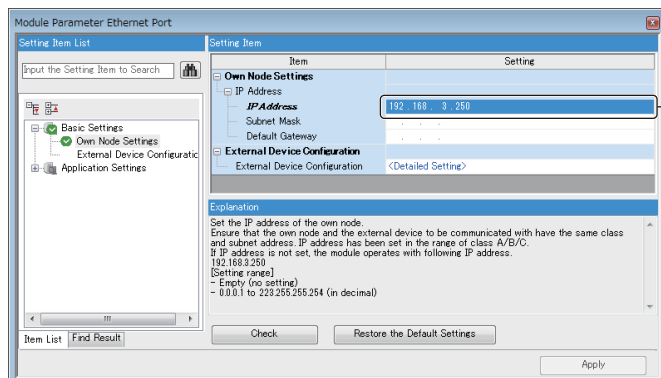 Module Parameter Ethernet Port
Setting Item List
Input the Setting Item to Search
Basic Settings
Own Node Settings
External Device Configuratic
Application Settings
Item List
Find Result
Setting Item
Item Setting
Own Node Settings
IP Address
IP Address 192 . 168 . 3 . 250
Subnet Mask . . .
Default Gateway . . .
External Device Configuration
External Device Configuration <Detailed Setting>
Explanation
Set the IP address of the own node.
Ensure that the own node and the external device to be communicated with have the same class
and subnet address. IP address has been set in the range of class A/B/C.
If IP address is not set, the module operates with following IP address.
192.168.3.250
[Setting range]
- Empty (no setting)
- 0.0.0.1 to 223.255.255.254 (in decimal)
Check
Restore the Default Settings
Apply